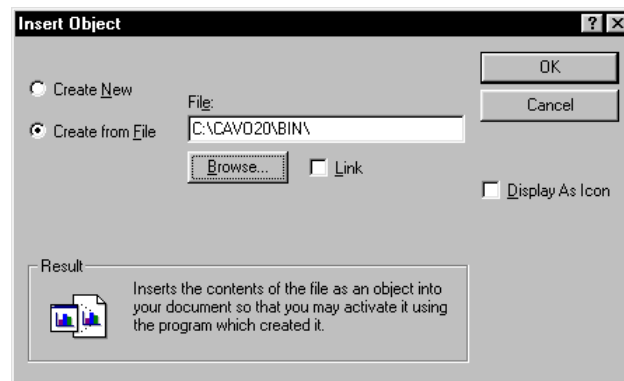 Insert Object
Create New
Create from File
File:
C:\CAVO20\BIN\
Browse...
Link
OK
Cancel
Display As Icon
Result
Inserts the contents of the file as an object into
your document so that you may activate it using
the program which created it.